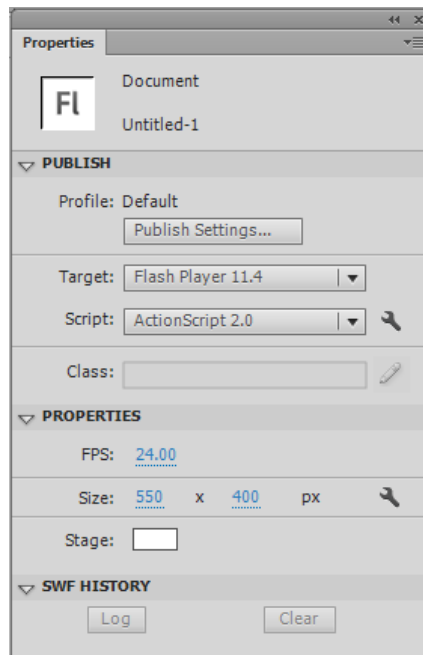 Properties
Fl
Document
Untitled-1
PUBLISH
Profile: Default
Publish Settings...
Target: Flash Player 11.4
Script: ActionScript 2.0
Class:
PROPERTIES
FPS: 24.00
Size: 550 x 400 px
Stage:
SWF HISTORY
Log Clear